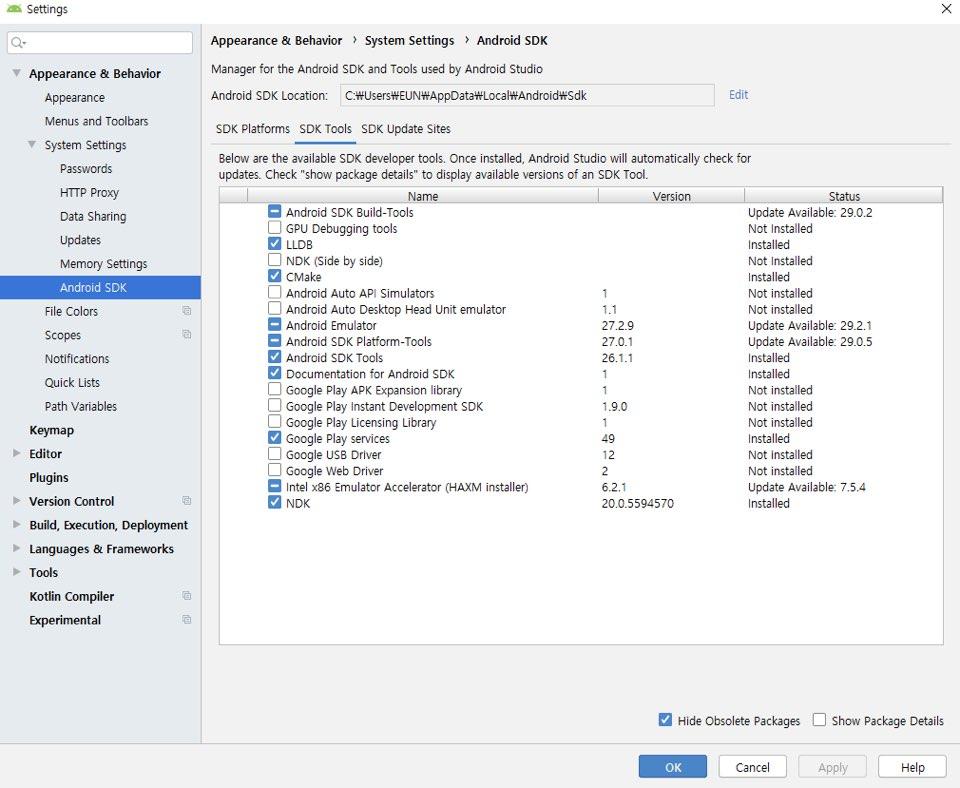 Settings
Appearance & Behavior
Appearance
Menus and Toolbars
System Settings
Passwords
HTTP Proxy
Data Sharing
Updates
Memory Settings
Android SDK
File Colors
Scopes
Notifications
Quick Lists
Path Variables
Keymap
Editor
Plugins
Version Control
Build, Execution, Deployment
Languages & Frameworks
Tools
Kotlin Compiler
Experimental
Appearance & Behavior › System Settings › Android SDK
Manager for the Android SDK and Tools used by Android Studio
Android SDK Location: C:₩Users₩EUN₩AppData₩Local₩Android₩Sdk Edit
SDK Platforms SDK Tools SDK Update Sites
Below are the available SDK developer tools. Once installed, Android Studio will automatically check for
updates. Check "show package details" to display available versions of an SDK Tool.
Name Version Status
Android SDK Build-Tools Update Available: 29.0.2
GPU Debugging tools Not Installed
LLDB Installed
NDK (Side by side) Not Installed
CMake Installed
Android Auto API Simulators 1 Not installed
Android Auto Desktop Head Unit emulator 1.1 Not installed
Android Emulator 27.2.9 Update Available: 29.2.1
Android SDK Platform-Tools 27.0.1 Update Available: 29.0.5
Android SDK Tools 26.1.1 Installed
Documentation for Android SDK 1 Installed
Google Play APK Expansion library 1 Not installed
Google Play Instant Development SDK 1.9.0 Not installed
Google Play Licensing Library 1 Not installed
Google Play services 49 Installed
Google USB Driver 12 Not installed
Google Web Driver 2 Not installed
Intel x86 Emulator Accelerator (HAXM installer) 6.2.1 Update Available: 7.5.4
NDK 20.0.5594570 Installed
Hide Obsolete Packages Show Package Details
OK Cancel Apply Help